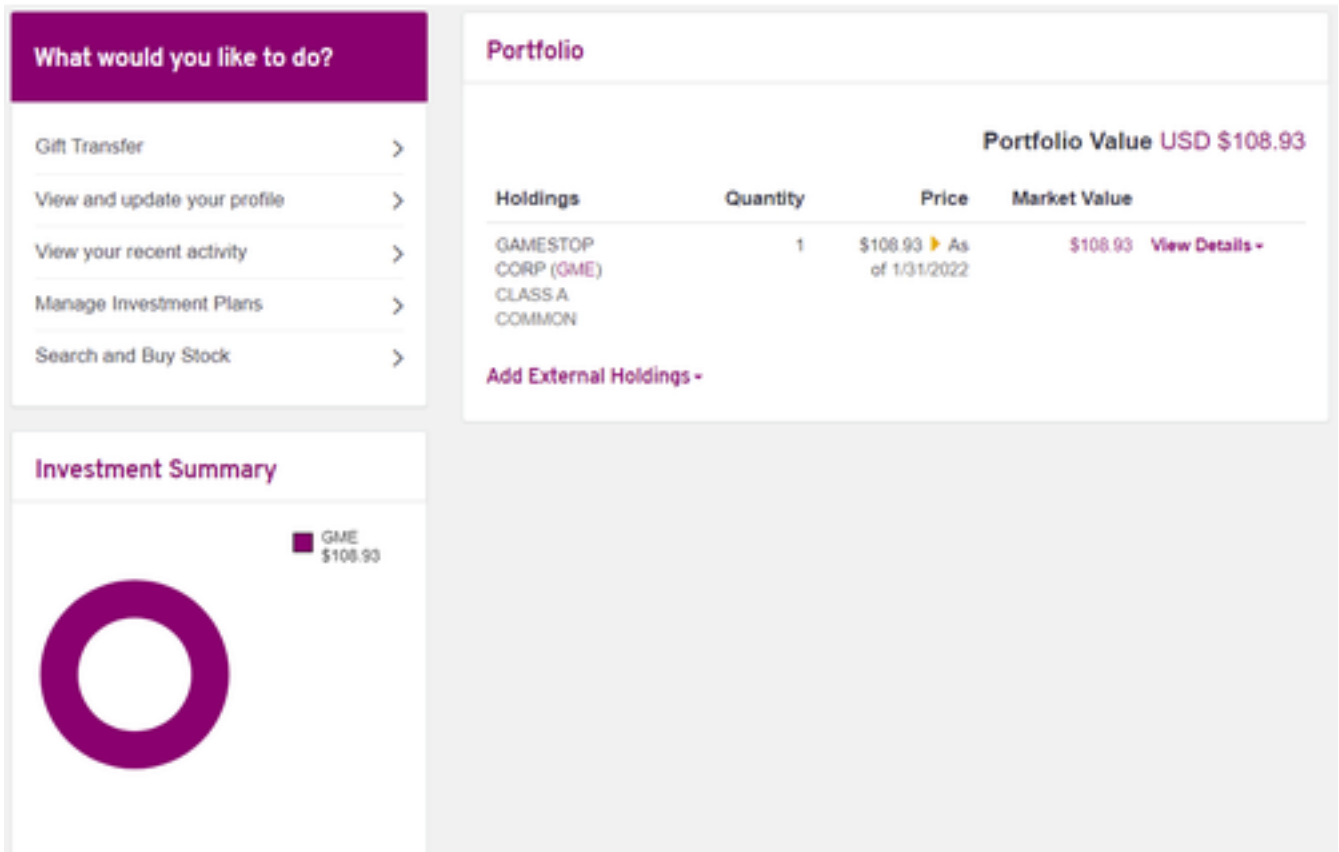 What would you like to do?
Gift Transfer
View and update your profile
View your recent activity
Manage Investment Plans
Search and Buy Stock
Portfolio
Portfolio Value USD $108.93
Holdings Quantity Price Market Value
GAMESTOP 1 $108.93 As $108.93 View Details
CORP (GME) of 1/31/2022
CLASS A
COMMON
Add External Holdings
Investment Summary
GME
$108.93